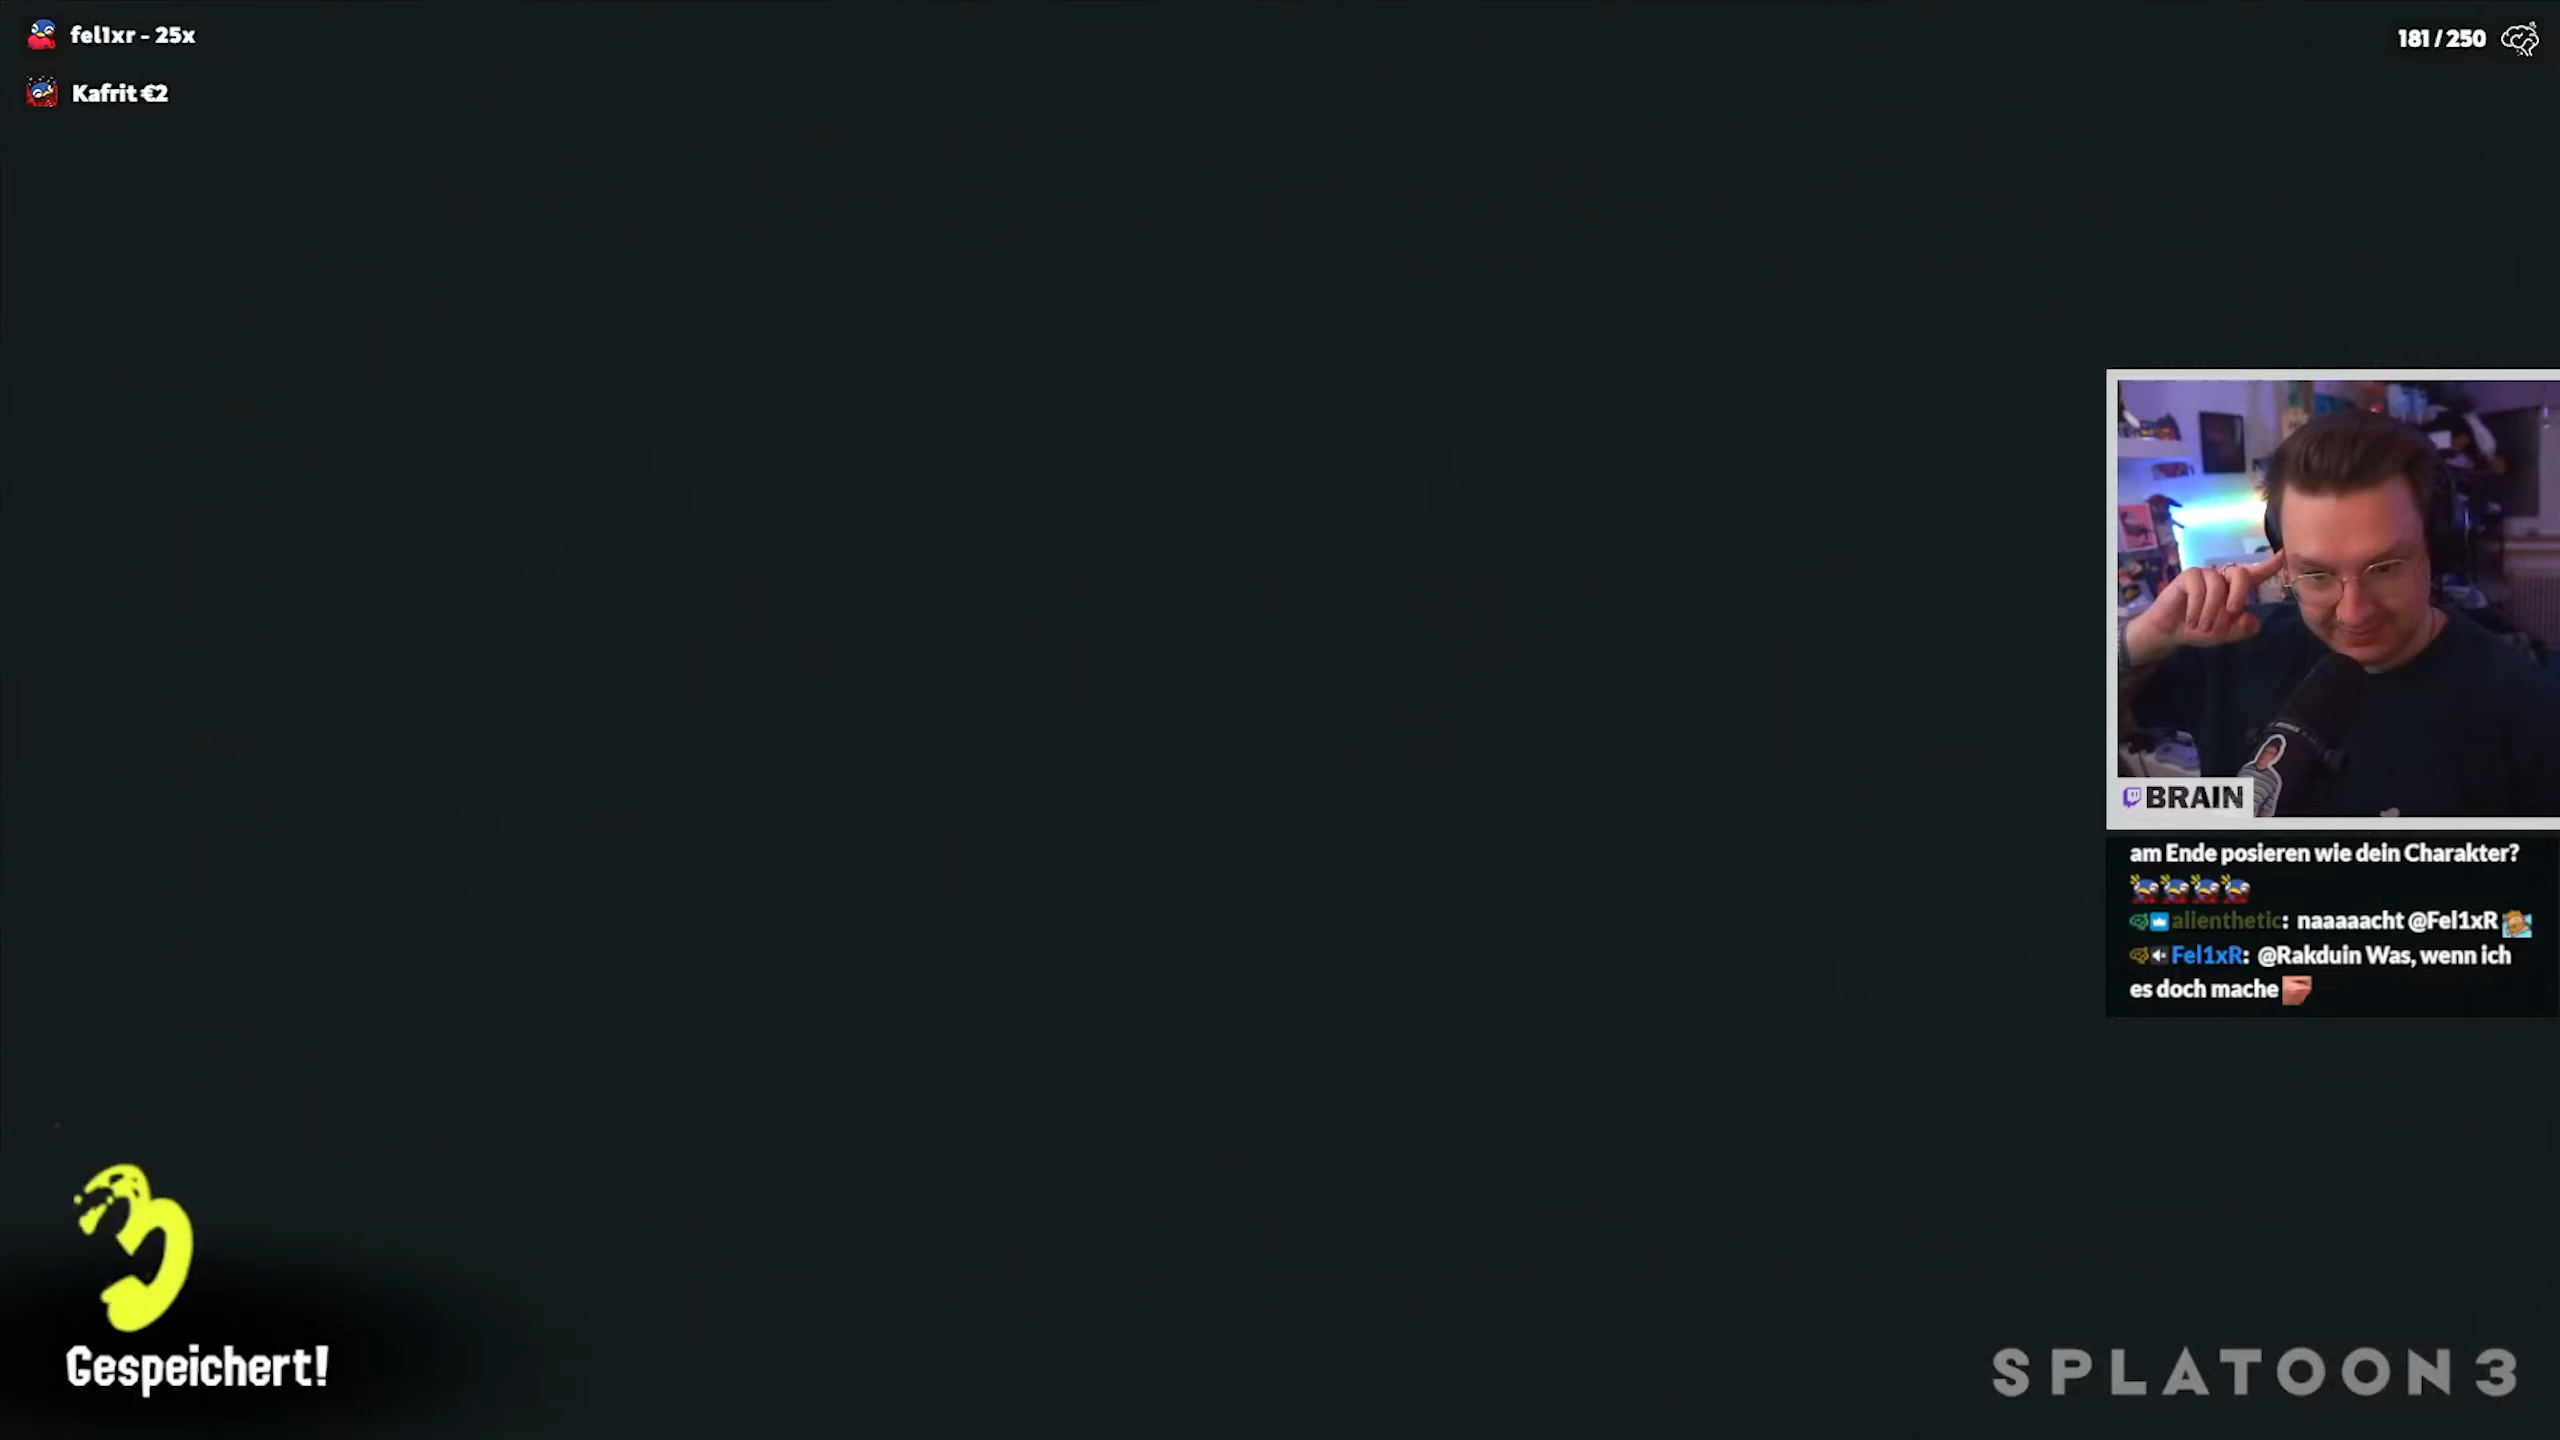 fel1xr - 25x
181 / 250
Kafrit €2
BRAIN
am Ende posieren wie dein Charakter?
alienthetic: naaaaacht @Fel1xR
Fel1xR: @Rakduin Was, wenn ich
es doch mache
3
Gespeichert!
SPLATOON 3